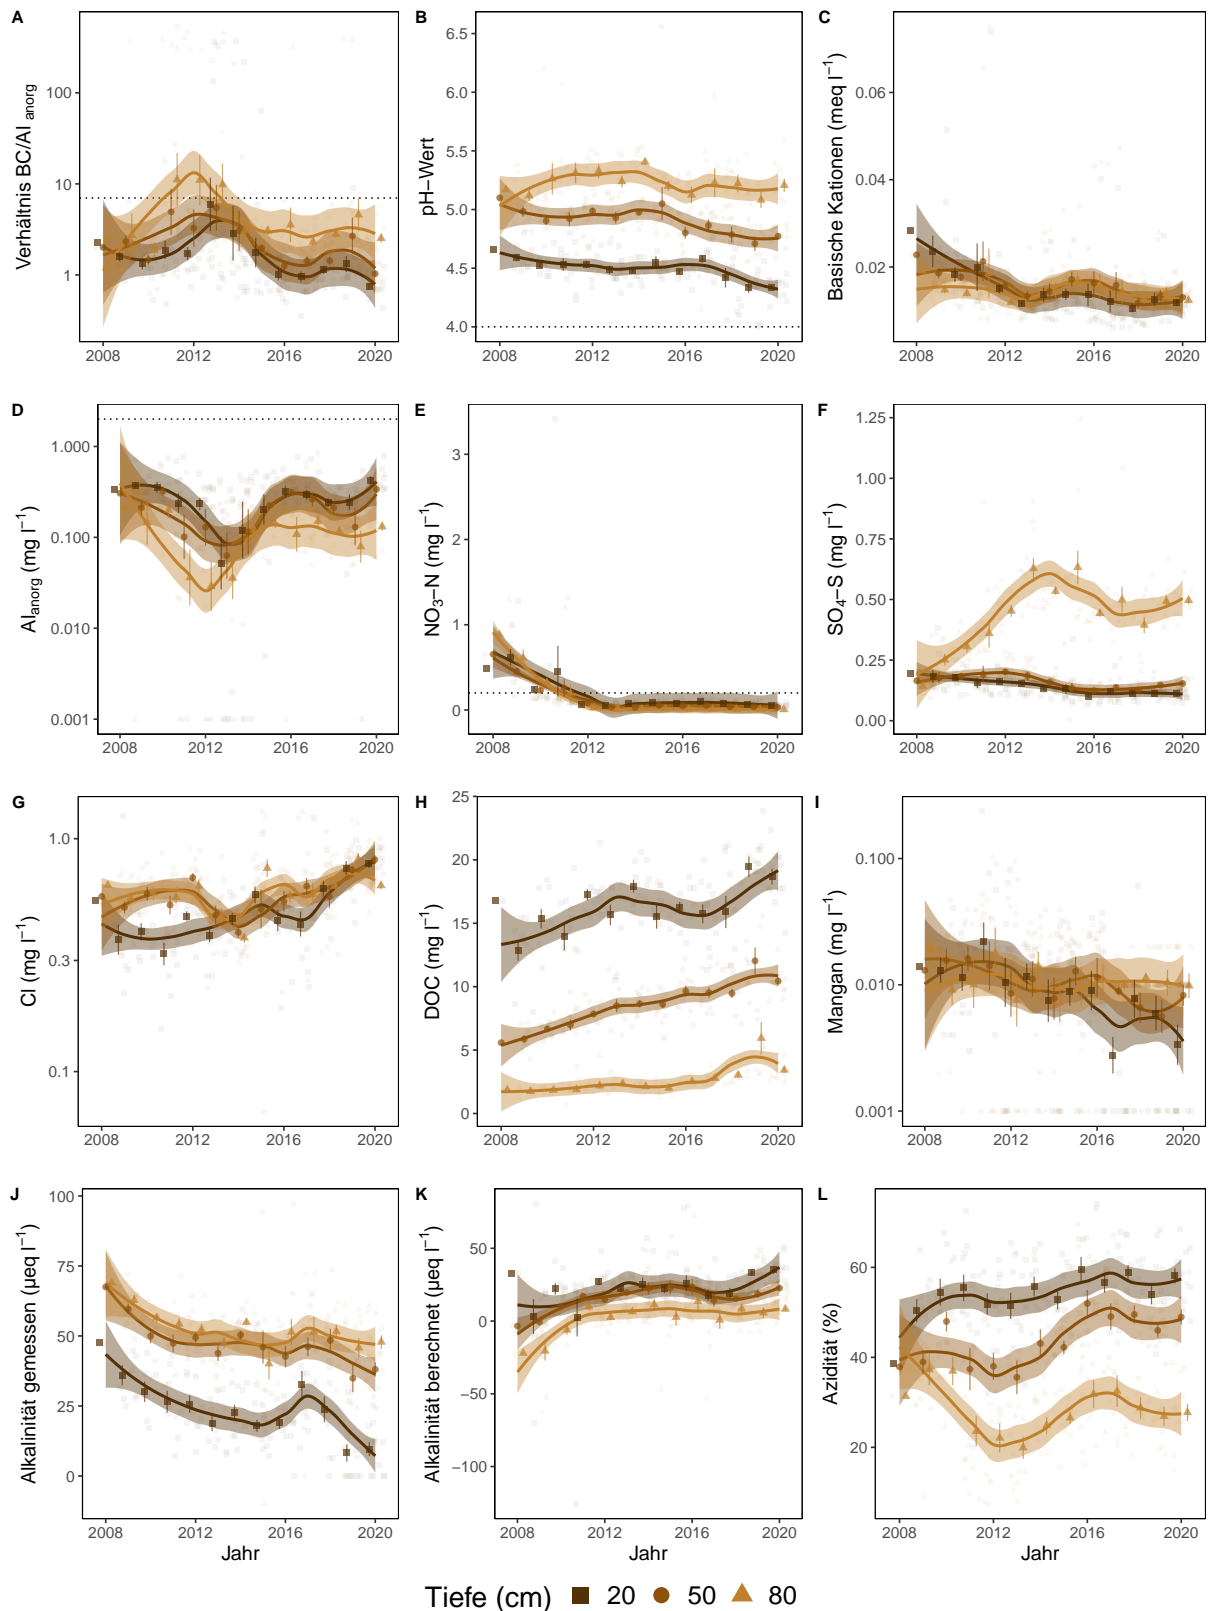 A
Verhältnis BC/Al anorg
100
10
1
2008 2012 2016 2020
B
pH−Wert
6.5
6.0
5.5
5.0
4.5
4.0
2008 2012 2016 2020
C
Basische Kationen (meq l⁻¹)
0.06
0.04
0.02
2008 2012 2016 2020
D
Al anorg (mg l⁻¹)
1.000
0.100
0.010
0.001
2008 2012 2016 2020
E
NO₃−N (mg l⁻¹)
3
2
1
0
2008 2012 2016 2020
F
SO₄−S (mg l⁻¹)
1.25
1.00
0.75
0.50
0.25
0.00
2008 2012 2016 2020
G
Cl (mg l⁻¹)
1.0
0.3
0.1
2008 2012 2016 2020
H
DOC (mg l⁻¹)
25
20
15
10
5
0
2008 2012 2016 2020
I
Mangan (mg l⁻¹)
0.100
0.010
0.001
2008 2012 2016 2020
J
Alkalinität gemessen (µeq l⁻¹)
100
75
50
25
0
2008 2012 2016 2020
Jahr
K
Alkalinität berechnet (µeq l⁻¹)
50
0
−50
−100
2008 2012 2016 2020
Jahr
L
Azidität (%)
60
40
20
2008 2012 2016 2020
Jahr
Tiefe (cm) 20 50 80